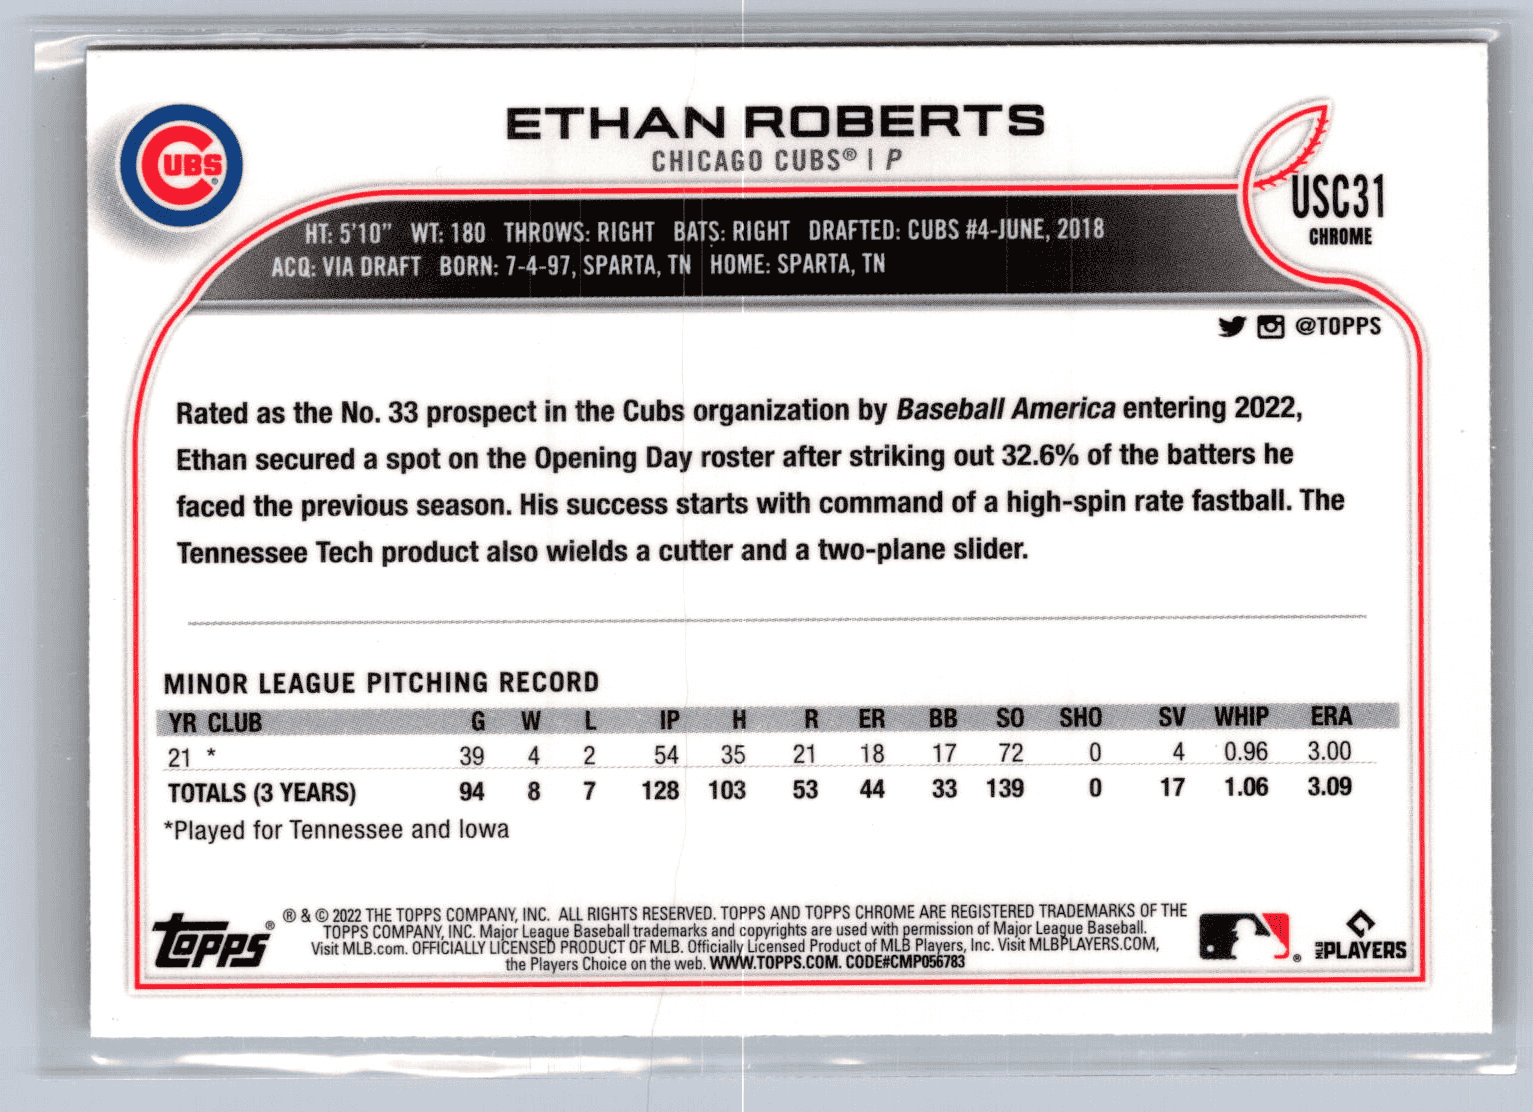 CUBS®
ETHAN ROBERTS
CHICAGO CUBS® | P
USC31
CHROME
HT: 5'10" WT: 180 THROWS: RIGHT BATS: RIGHT DRAFTED: CUBS #4-JUNE, 2018
ACQ: VIA DRAFT BORN: 7-4-97, SPARTA, TN HOME: SPARTA, TN
@TOPPS
Rated as the No. 33 prospect in the Cubs organization by Baseball America entering 2022,
Ethan secured a spot on the Opening Day roster after striking out 32.6% of the batters he
faced the previous season. His success starts with command of a high-spin rate fastball. The
Tennessee Tech product also wields a cutter and a two-plane slider.
MINOR LEAGUE PITCHING RECORD
YR CLUB G W L IP H R ER BB SO SHO SV WHIP ERA
21 * 39 4 2 54 35 21 18 17 72 0 4 0.96 3.00
TOTALS (3 YEARS) 94 8 7 128 103 53 44 33 139 0 17 1.06 3.09
*Played for Tennessee and Iowa
TOPPS®
® & © 2022 THE TOPPS COMPANY, INC. ALL RIGHTS RESERVED. TOPPS AND TOPPS CHROME ARE REGISTERED TRADEMARKS OF THE
TOPPS COMPANY, INC. Major League Baseball trademarks and copyrights are used with permission of Major League Baseball.
Visit MLB.com. OFFICIALLY LICENSED PRODUCT OF MLB. Officially Licensed Product of MLB Players, Inc. Visit MLBPLAYERS.COM,
the Players Choice on the web. WWW.TOPPS.COM. CODE#CMP056783
®
MLB PLAYERS